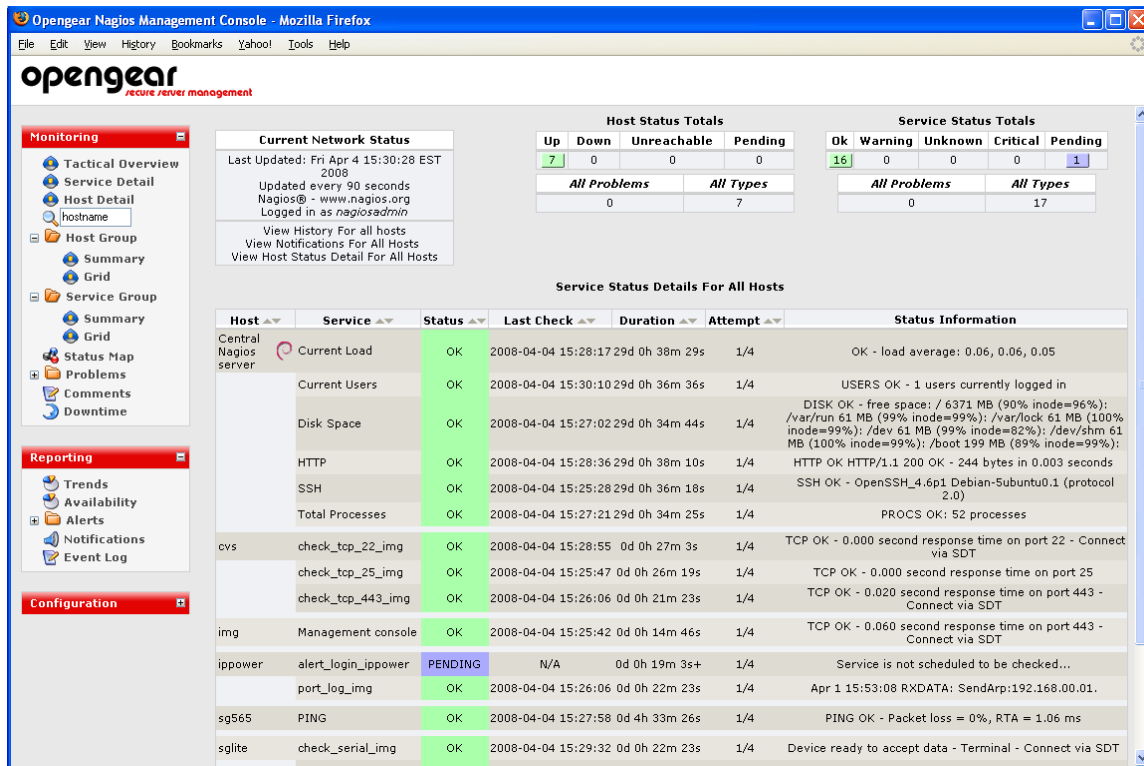 Opengear Nagios Management Console - Mozilla Firefox
File Edit View History Bookmarks Yahoo! Tools Help
opengear
secure server management
Monitoring
Tactical Overview
Service Detail
Host Detail
hostname
Host Group
Summary
Grid
Service Group
Summary
Grid
Status Map
Problems
Comments
Downtime
Reporting
Trends
Availability
Alerts
Notifications
Event Log
Configuration
Current Network Status
Last Updated: Fri Apr 4 15:30:28 EST
2008
Updated every 90 seconds
Nagios® - www.nagios.org
Logged in as nagiosadmin
View History For all hosts
View Notifications For All Hosts
View Host Status Detail For All Hosts
Host Status Totals
Up Down Unreachable Pending
7 0 0 0
All Problems All Types
0 7
Service Status Totals
Ok Warning Unknown Critical Pending
16 0 0 0 1
All Problems All Types
0 17
Service Status Details For All Hosts
Host Service Status Last Check Duration Attempt Status Information
Central
Nagios
server
Current Load OK 2008-04-04 15:28:17 29d 0h 38m 29s 1/4 OK - load average: 0.06, 0.06, 0.05
Current Users OK 2008-04-04 15:30:10 29d 0h 36m 36s 1/4 USERS OK - 1 users currently logged in
Disk Space OK 2008-04-04 15:27:02 29d 0h 34m 44s 1/4 DISK OK - free space: / 6371 MB (90% inode=96%):
/var/run 61 MB (99% inode=99%): /var/lock 61 MB (100%
inode=99%): /dev 61 MB (99% inode=82%): /dev/shm 61
MB (100% inode=99%): /boot 199 MB (89% inode=99%):
HTTP OK 2008-04-04 15:28:36 29d 0h 38m 10s 1/4 HTTP OK HTTP/1.1 200 OK - 244 bytes in 0.003 seconds
SSH OK 2008-04-04 15:25:28 29d 0h 36m 18s 1/4 SSH OK - OpenSSH_4.6p1 Debian-5ubuntu0.1 (protocol
2.0)
Total Processes OK 2008-04-04 15:27:21 29d 0h 34m 25s 1/4 PROCS OK: 52 processes
cvs check_tcp_22_img OK 2008-04-04 15:28:55 0d 0h 27m 3s 1/4 TCP OK - 0.000 second response time on port 22 - Connect
via SDT
check_tcp_25_img OK 2008-04-04 15:25:47 0d 0h 26m 19s 1/4 TCP OK - 0.000 second response time on port 25
check_tcp_443_img OK 2008-04-04 15:26:06 0d 0h 21m 23s 1/4 TCP OK - 0.020 second response time on port 443 -
Connect via SDT
img Management console OK 2008-04-04 15:25:42 0d 0h 14m 46s 1/4 TCP OK - 0.060 second response time on port 443 -
Connect via SDT
ippower alert_login_ippower PENDING N/A 0d 0h 19m 3s+ 1/4 Service is not scheduled to be checked...
port_log_img OK 2008-04-04 15:26:06 0d 0h 22m 23s 1/4 Apr 1 15:53:08 RXDATA: SendArp:192.168.00.01.
sg565 PING OK 2008-04-04 15:27:58 0d 4h 33m 26s 1/4 PING OK - Packet loss = 0%, RTA = 1.06 ms
sglite check_serial_img OK 2008-04-04 15:29:32 0d 0h 22m 23s 1/4 Device ready to accept data - Terminal - Connect via SDT